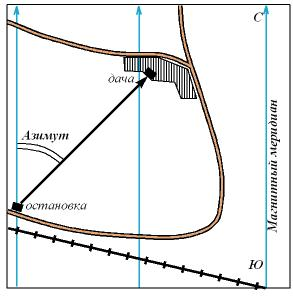 С
дача
Азимут
остановка
Магнитный меридиан
Ю